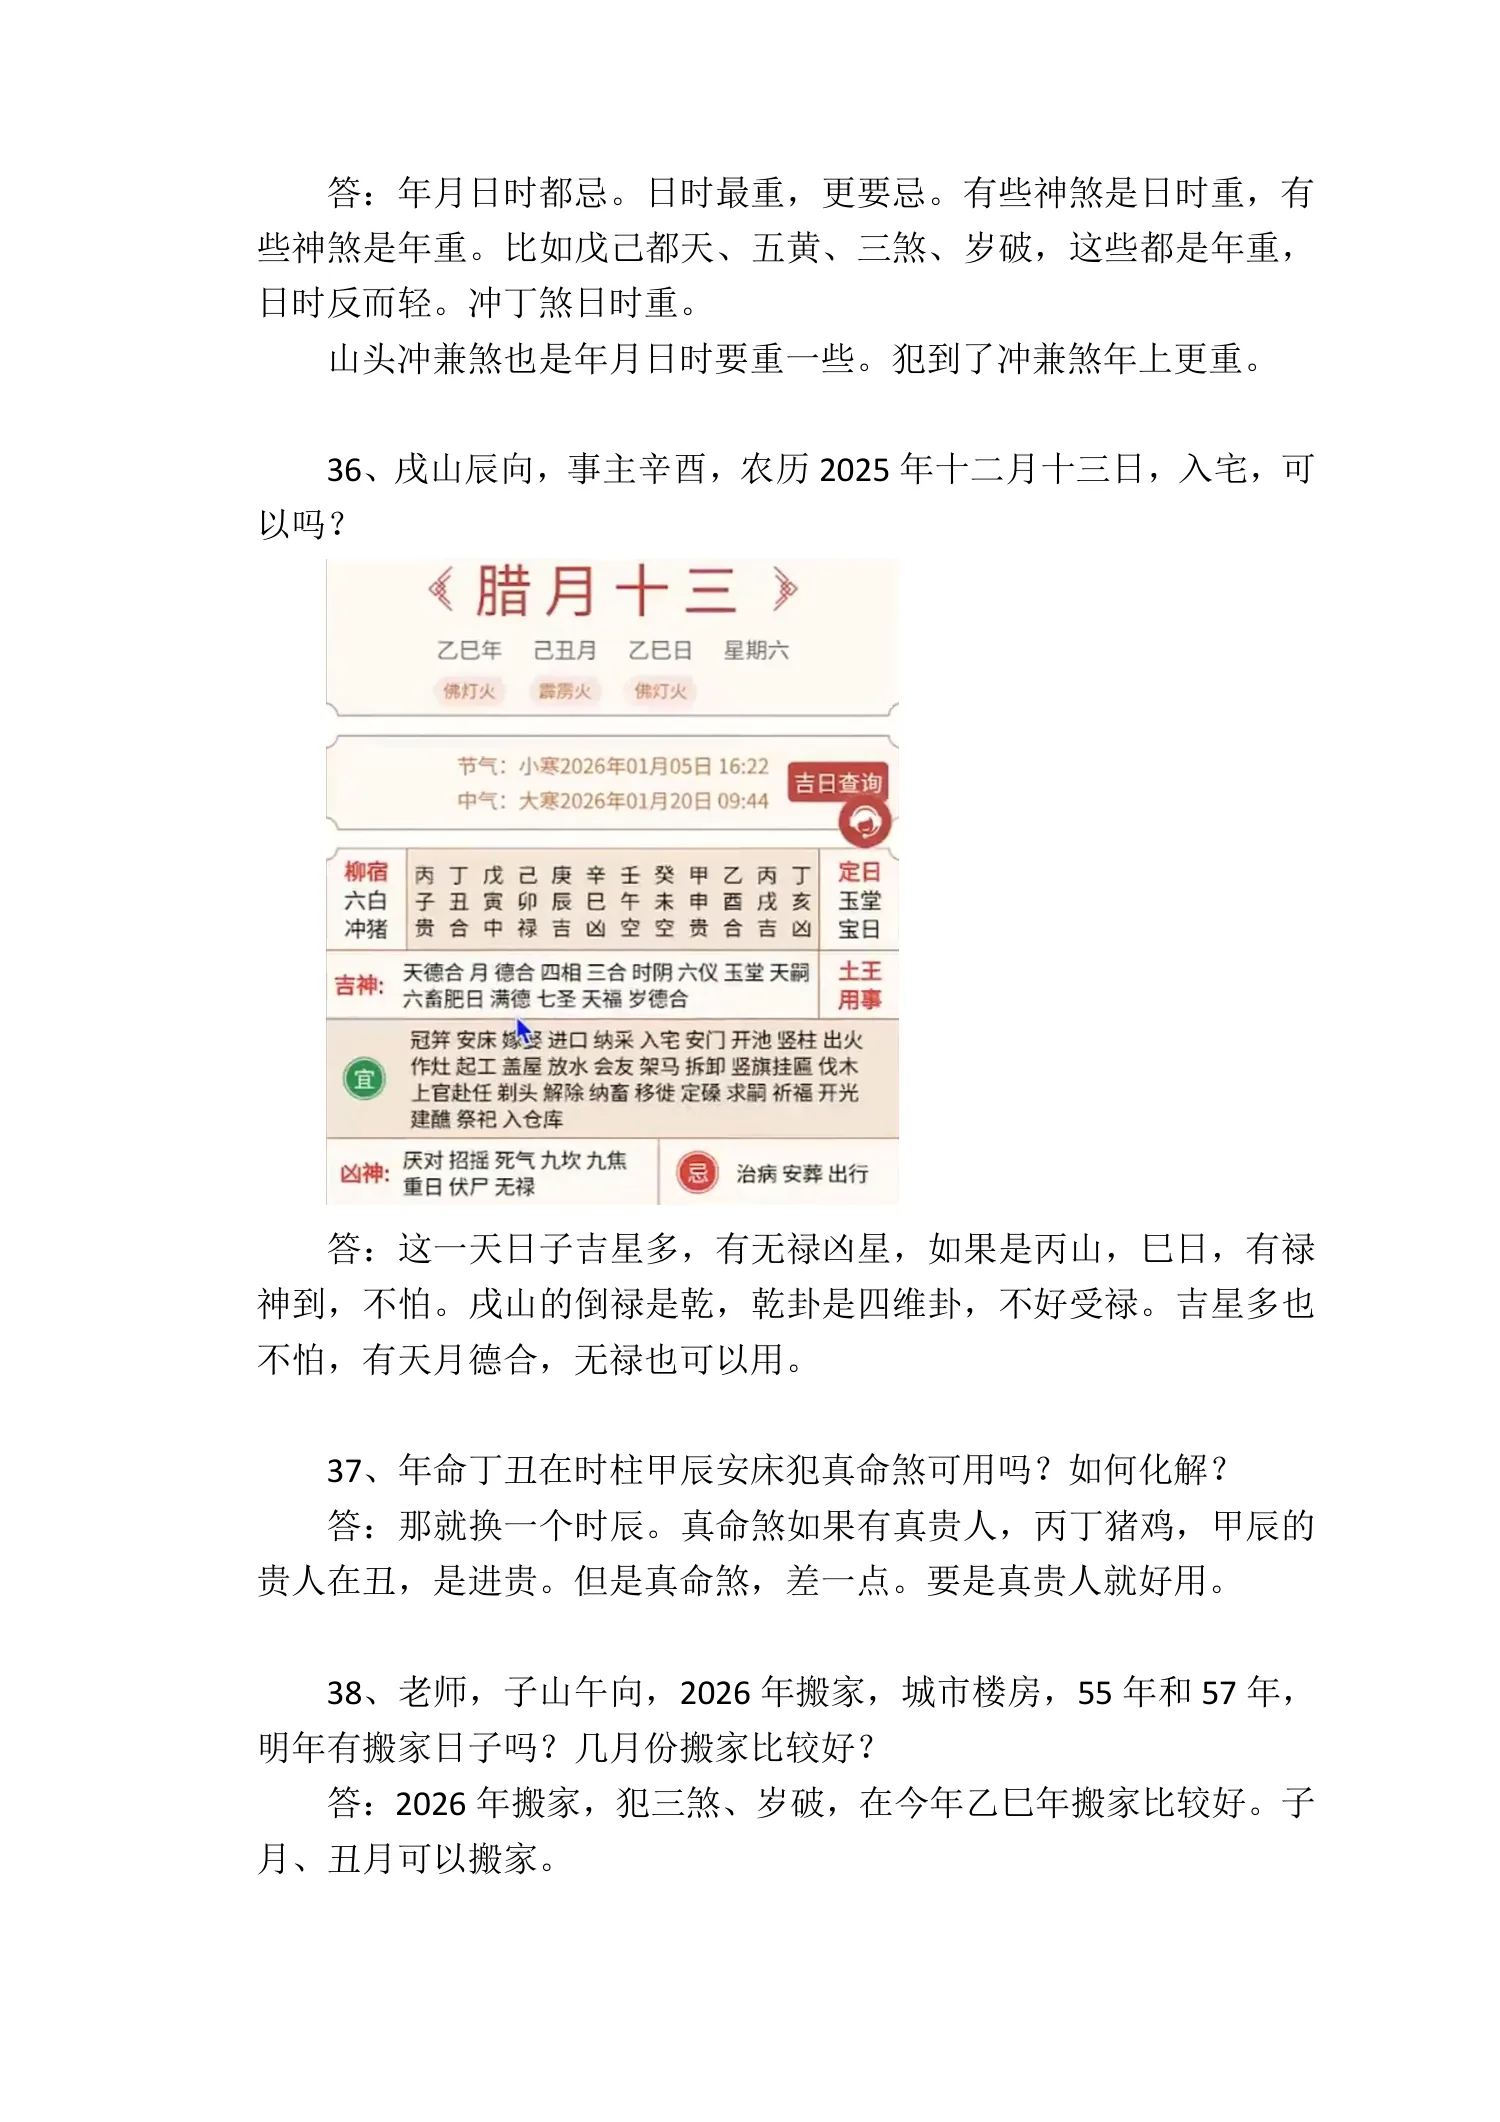 答：年月日时都忌。日时最重，更要忌。有些神煞是日时重，有
些神煞是年重。比如戊己都天、五黄、三煞、岁破，这些都是年重，
日时反而轻。冲丁煞日时重。
山头冲兼煞也是年月日时要重一些。犯到了冲兼煞年上更重。
36、戌山辰向，事主辛酉，农历 2025 年十二月十三日，入宅，可
以吗？
腊月十三
乙巳年 己丑月 乙巳日 星期六
佛灯火 霹雳火 佛灯火
节气：小寒2026年01月05日 16:22
中气：大寒2026年01月20日 09:44
吉日查询
柳宿
六白
冲猪
丙 丁 戊 己 庚 辛 壬 癸 甲 乙 丙 丁
子 丑 寅 卯 辰 巳 午 未 申 酉 戌 亥
贵 合 中 禄 吉 凶 空 空 贵 合 吉 凶
定日
玉堂
宝日
吉神:
天德合 月 德合 四相 三合 时阴 六仪 玉堂 天嗣
六畜肥日 满德 七圣 天福 岁德合
土王
用事
宜
冠笄 安床 嫁娶 进口 纳采 入宅 安门 开池 竖柱 出火
作灶 起工 盖屋 放水 会友 架马 拆卸 竖旗挂匾 伐木
上官赴任 剃头 解除 纳畜 移徙 定磉 求嗣 祈福 开光
建醮 祭祀 入仓库
凶神:
厌对 招摇 死气 九坎 九焦
重日 伏尸 无禄
忌
治病 安葬 出行
答：这一天日子吉星多，有无禄凶星，如果是丙山，巳日，有禄
神到，不怕。戌山的倒禄是乾，乾卦是四维卦，不好受禄。吉星多也
不怕，有天月德合，无禄也可以用。
37、年命丁丑在时柱甲辰安床犯真命煞可用吗？如何化解？
答：那就换一个时辰。真命煞如果有真贵人，丙丁猪鸡，甲辰的
贵人在丑，是进贵。但是真命煞，差一点。要是真贵人就好用。
38、老师，子山午向，2026 年搬家，城市楼房，55 年和 57 年，
明年有搬家日子吗？几月份搬家比较好？
答：2026 年搬家，犯三煞、岁破，在今年乙巳年搬家比较好。子
月、丑月可以搬家。